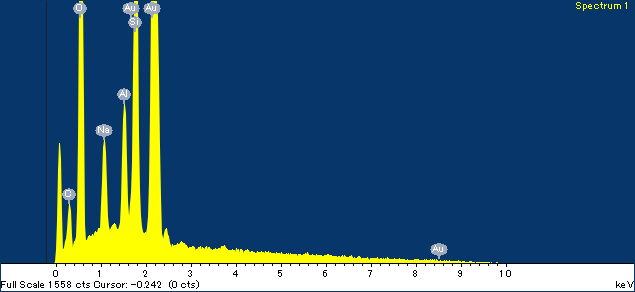 Spectrum 1
O Au Au
Si
Al
Na
C
Au
0 1 2 3 4 5 6 7 8 9 10
Full Scale 1558 cts Cursor: -0.242 (0 cts) keV